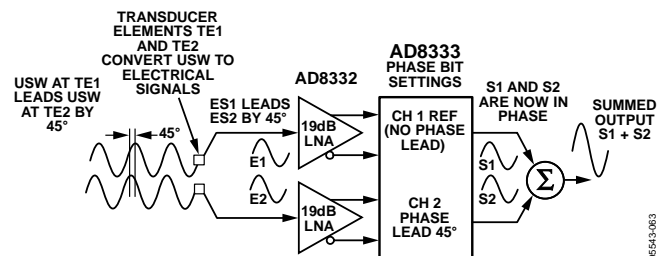 TRANSDUCER
ELEMENTS TE1
AND TE2
CONVERT USW TO
ELECTRICAL
SIGNALS
USW AT TE1
LEADS USW
AT TE2 BY
45°
45°
ES1 LEADS
ES2 BY 45°
AD8332
19dB
LNA
E1
E2
19dB
LNA
AD8333
PHASE BIT
SETTINGS
CH 1 REF
(NO PHASE
LEAD)
CH 2
PHASE
LEAD 45°
S1 AND S2
ARE NOW IN
PHASE
S1
S2
Σ
SUMMED
OUTPUT
S1 + S2
05543-063